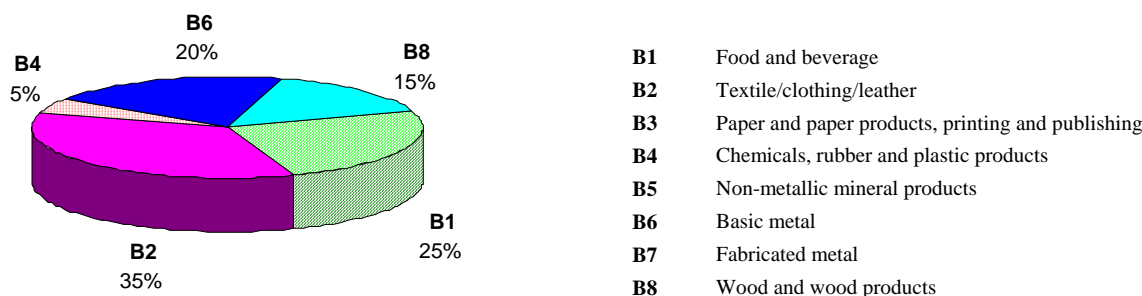 B6
20%
B8
15%
B4
5%
B1
25%
B2
35%
B1 Food and beverage
B2 Textile/clothing/leather
B3 Paper and paper products, printing and publishing
B4 Chemicals, rubber and plastic products
B5 Non-metallic mineral products
B6 Basic metal
B7 Fabricated metal
B8 Wood and wood products